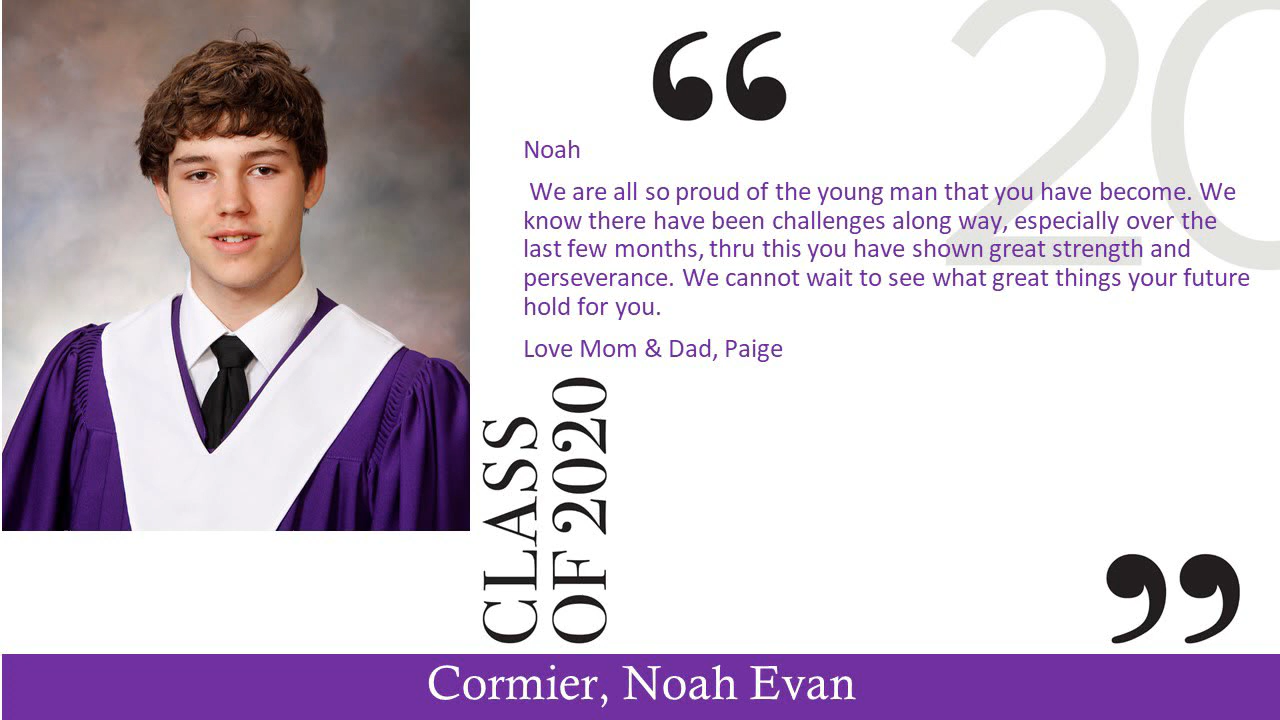 20
“
Noah
We are all so proud of the young man that you have become. We
know there have been challenges along way, especially over the
last few months, thru this you have shown great strength and
perseverance. We cannot wait to see what great things your future
hold for you.
Love Mom & Dad, Paige
CLASS
OF 2020
”
Cormier, Noah Evan